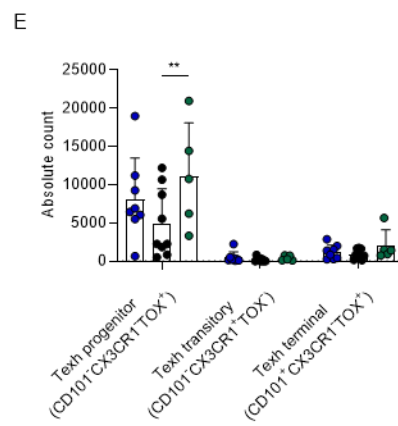 E
**
25000
20000
15000
10000
5000
0
Absolute count
Texh progenitor
(CD101⁻CX3CR1⁻TOX⁺)
Texh transitory
(CD101⁻CX3CR1⁺TOX⁻)
Texh terminal
(CD101⁺CX3CR1⁻TOX⁺)